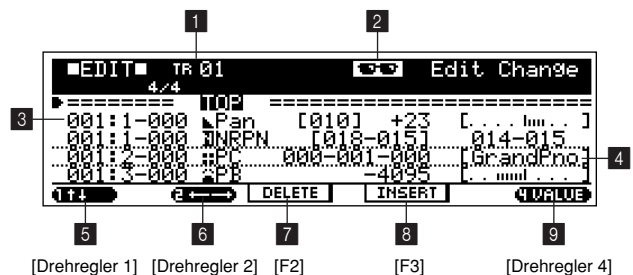 1 2
■EDIT■ TR 01 Edit Change
4/4
======== TOP ====================
3 001:1-000 Pan [010] +23 [. . . . lııı. . . ]
001:1-000 NRPN [018-015] 014-015
001:2-000 PC 000-001-000 [GrandPno.] 4
001:3-000 PB -4095 [. . ıııııl . . . ]
1↑↓ 2←→ DELETE INSERT 4 VALUE
5 6 7 8 9
[Drehregler 1] [Drehregler 2] [F2] [F3] [Drehregler 4]